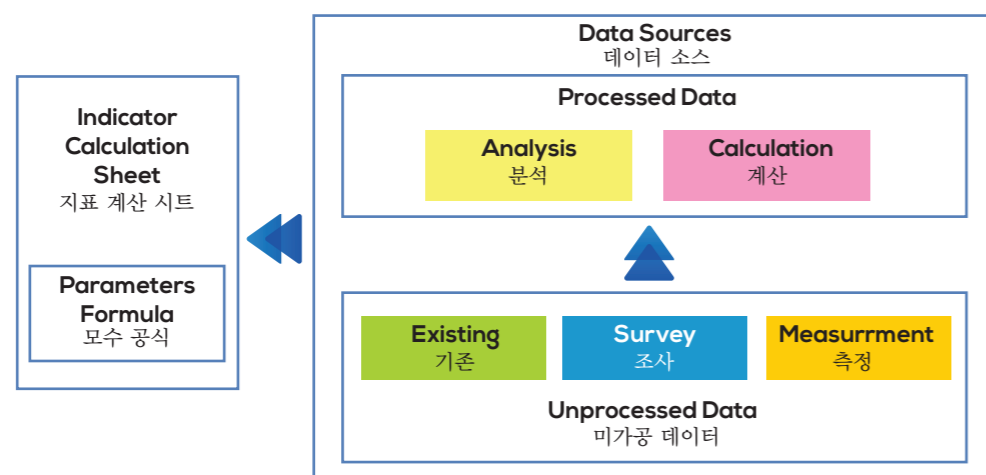 Indicator
Calculation
Sheet
지표 계산 시트
Parameters
Formula
모수 공식
Data Sources
데이터 소스
Processed Data
Analysis
분석
Calculation
계산
Existing
기존
Survey
조사
Measurrment
측정
Unprocessed Data
미가공 데이터